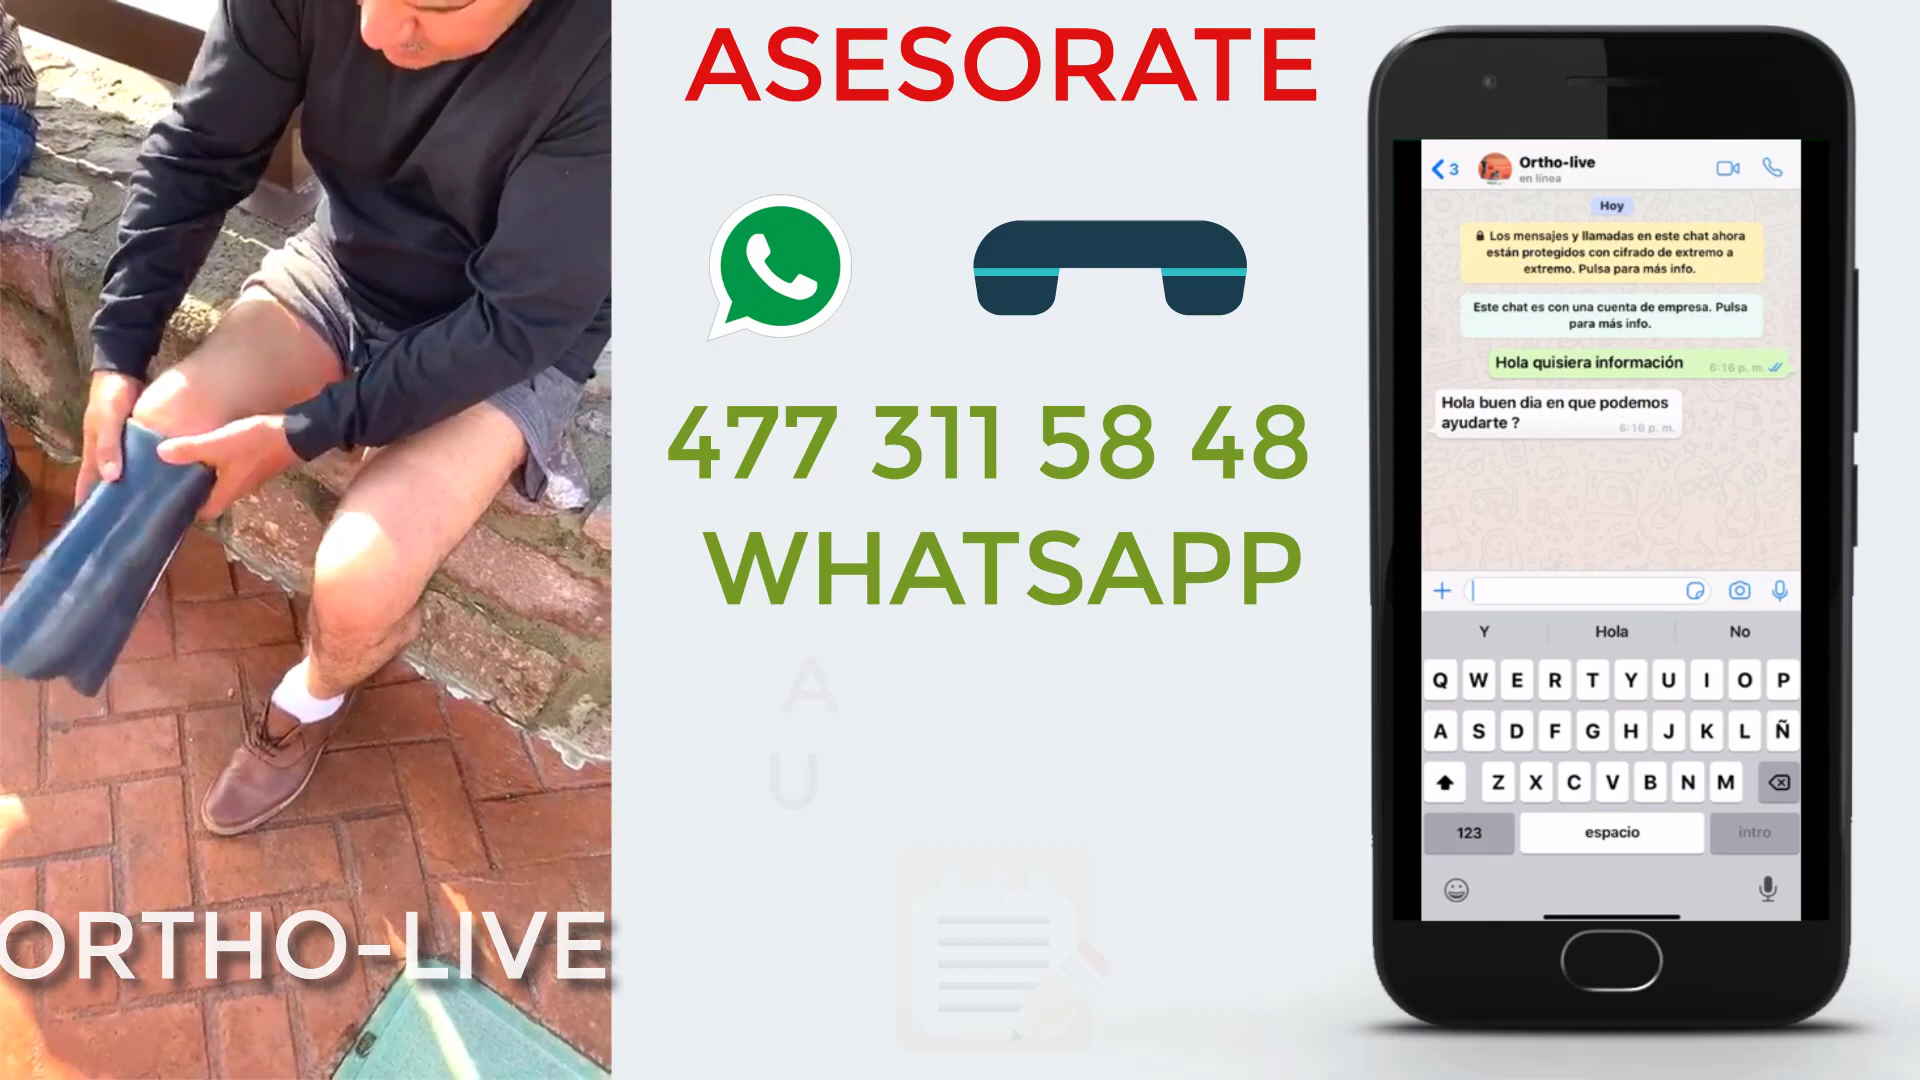 ASESORATE
477 311 58 48
WHATSAPP
A
U
ORTHO-LIVE
3
Ortho-live
en línea
Hoy
Los mensajes y llamadas en este chat ahora
están protegidos con cifrado de extremo a
extremo. Pulsa para más info.
Este chat es con una cuenta de empresa. Pulsa
para más info.
Hola quisiera información
6:16 p. m.
Hola buen dia en que podemos
ayudarte ?
6:16 p. m.
Y Hola No
Q W E R T Y U I O P
A S D F G H J K L Ñ
Z X C V B N M
123 espacio intro